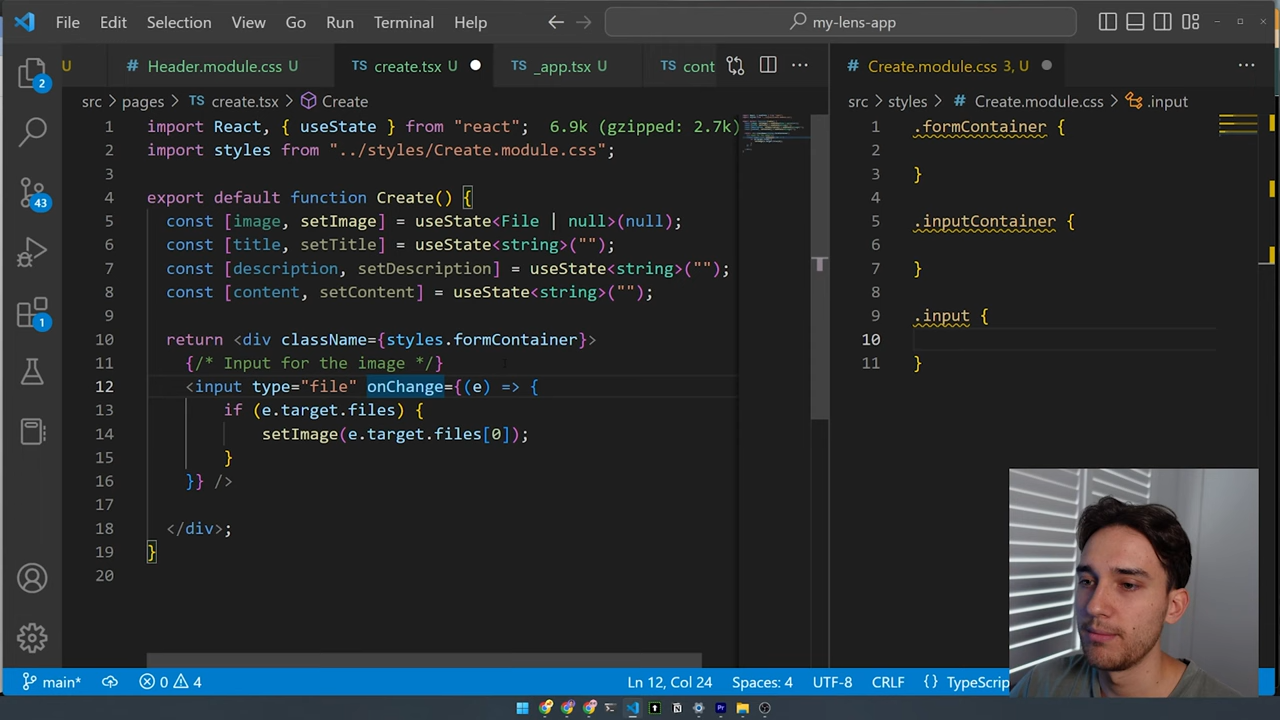 File Edit Selection View Go Run Terminal Help my-lens-app
U # Header.module.css U TS create.tsx U TS _app.tsx U TS cont # Create.module.css 3, U
src > pages > TS create.tsx > Create src > styles > # Create.module.css > .input
1 import React, { useState } from "react"; 6.9k (gzipped: 2.7k)
2 import styles from "../styles/Create.module.css";
3
4 export default function Create() {
5 const [image, setImage] = useState<File | null>(null);
6 const [title, setTitle] = useState<string>("");
7 const [description, setDescription] = useState<string>("");
8 const [content, setContent] = useState<string>("");
9
10 return <div className={styles.formContainer}>
11 {/* Input for the image */}
12 <input type="file" onChange={(e) => {
13 if (e.target.files) {
14 setImage(e.target.files[0]);
15 }
16 }} />
17
18 </div>;
19 }
20
1 .formContainer {
2
3 }
4
5 .inputContainer {
6
7 }
8
9 .input {
10
11 }
2
43
1
main* 0 4 Ln 12, Col 24 Spaces: 4 UTF-8 CRLF {} TypeScrip